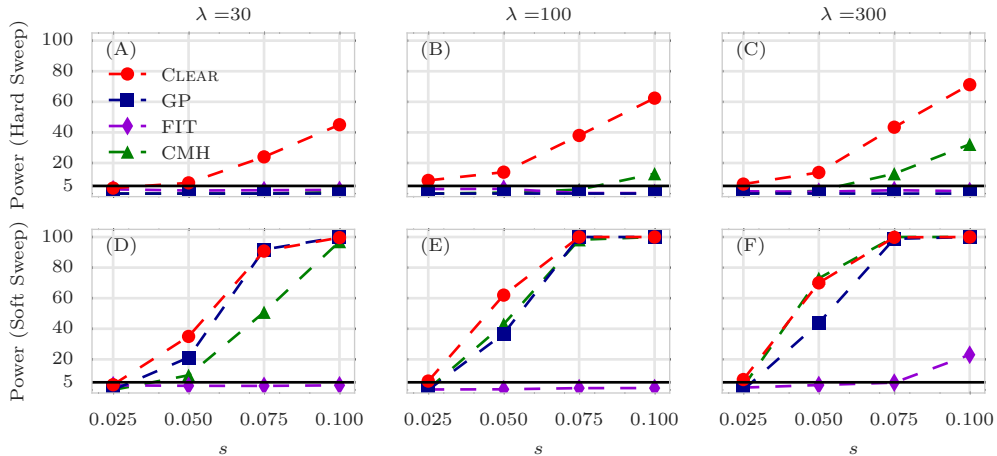 λ =30
λ =100
λ =300
Power (Hard Sweep)
100
80
60
40
20
5
(A)
CLEAR
GP
FIT
CMH
(B)
(C)
Power (Soft Sweep)
100
80
60
40
20
5
(D)
(E)
(F)
0.025 0.050 0.075 0.100
0.025 0.050 0.075 0.100
0.025 0.050 0.075 0.100
s
s
s